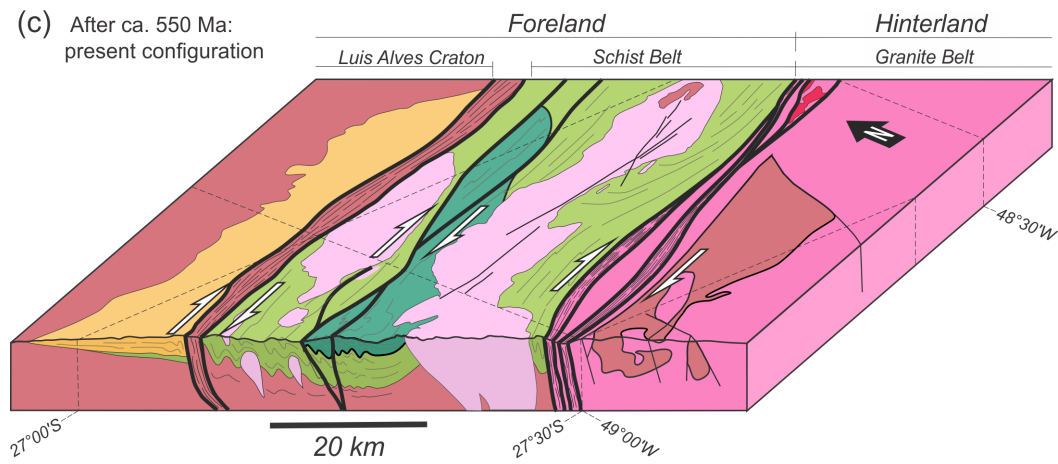 (c) After ca. 550 Ma:
present configuration
Foreland
Hinterland
Luis Alves Craton
Schist Belt
Granite Belt
N
48°30'W
27°00'S
20 km
27°30'S
49°00'W